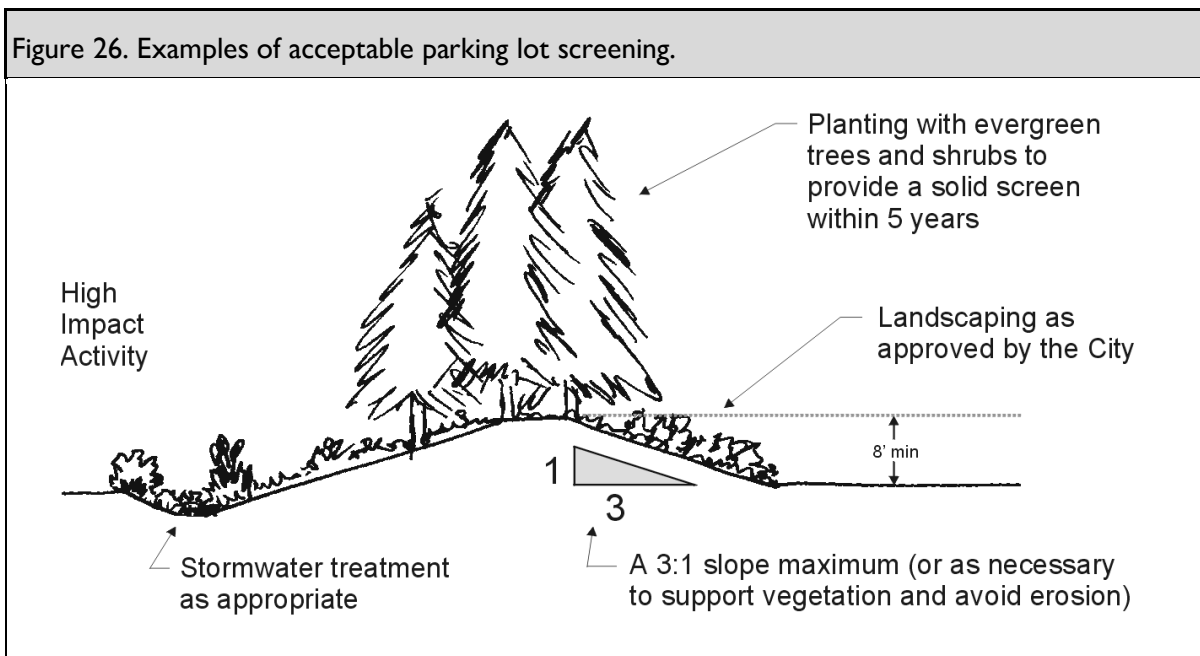 Figure 26. Examples of acceptable parking lot screening.
Planting with evergreen
trees and shrubs to
provide a solid screen
within 5 years
High
Impact
Activity
Landscaping as
approved by the City
8' min
1
3
Stormwater treatment
as appropriate
A 3:1 slope maximum (or as necessary
to support vegetation and avoid erosion)